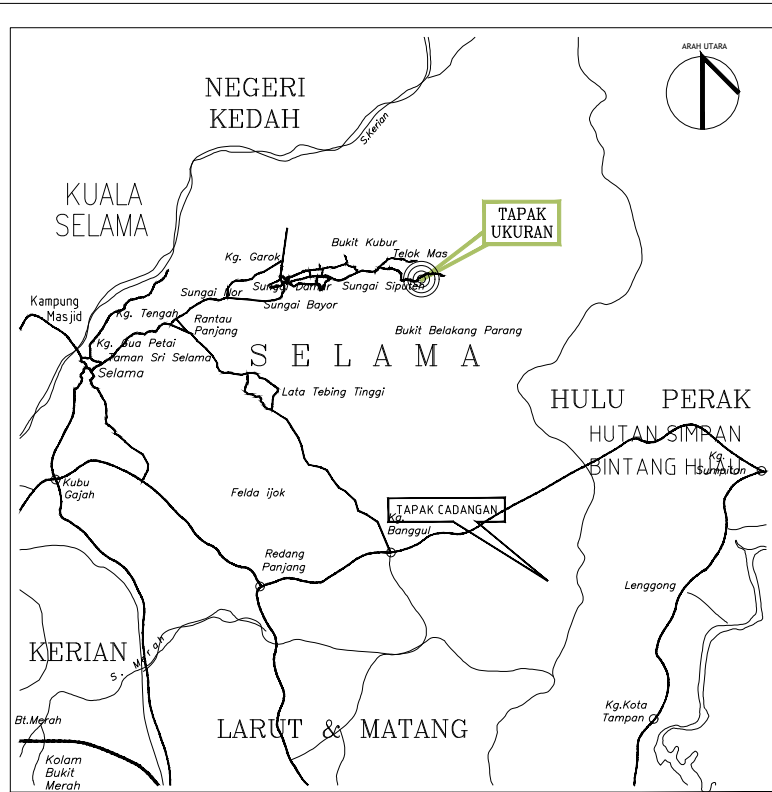 ARAH UTARA
NEGERI
KEDAH
S.Kerian
KUALA
SELAMA
TAPAK
UKURAN
Bukit Kubur
Telok Mas
Kg. Garok
Sungai Damar
Sungai Siputeh
Sungai Nor
Sungai Bayor
Kampung
Masjid
Kg. Tengah
Rantau
Panjang
Bukit Belakang Parang
Kg. Gua Petai
Taman Sri Selama
SELAMA
Selama
Lata Tebing Tinggi
HULU PERAK
HUTAN SIMPAN
BINTANG HIJAU
Kg.
Sumpitan
Kubu
Gajah
Felda ijok
TAPAK CADANGAN
Kg.
Banggul
Redang
Panjang
Lenggong
KERIAN
S. Merah
Kg.Kota
Tampan
Bt.Merah
LARUT & MATANG
Kolam
Bukit
Merah